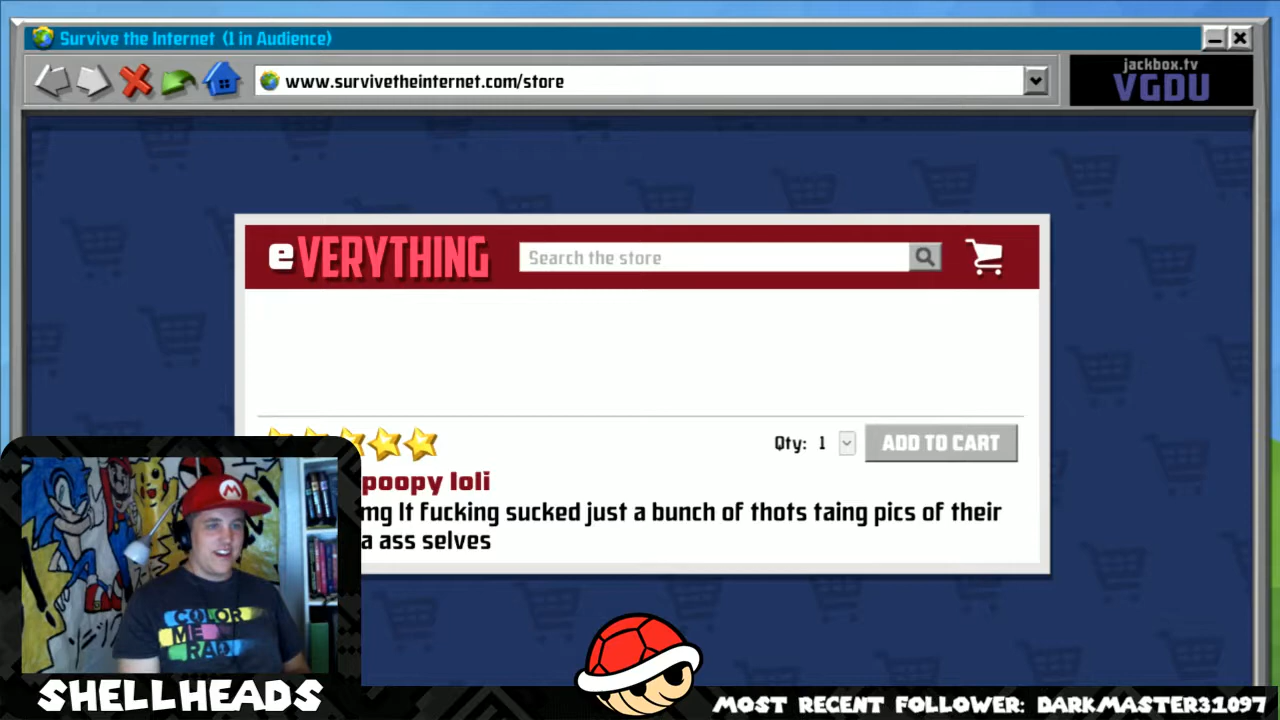 Survive the Internet (1 in Audience)
www.survivetheinternet.com/store
jackbox.tv
VGDU
eVERYTHING
Search the store
Qty: 1
ADD TO CART
poopy loli
mg It fucking sucked just a bunch of thots taing pics of their
a ass selves
COLOR
ME
RAD
SHELLHEADS
MOST RECENT FOLLOWER: DARKMASTER31097